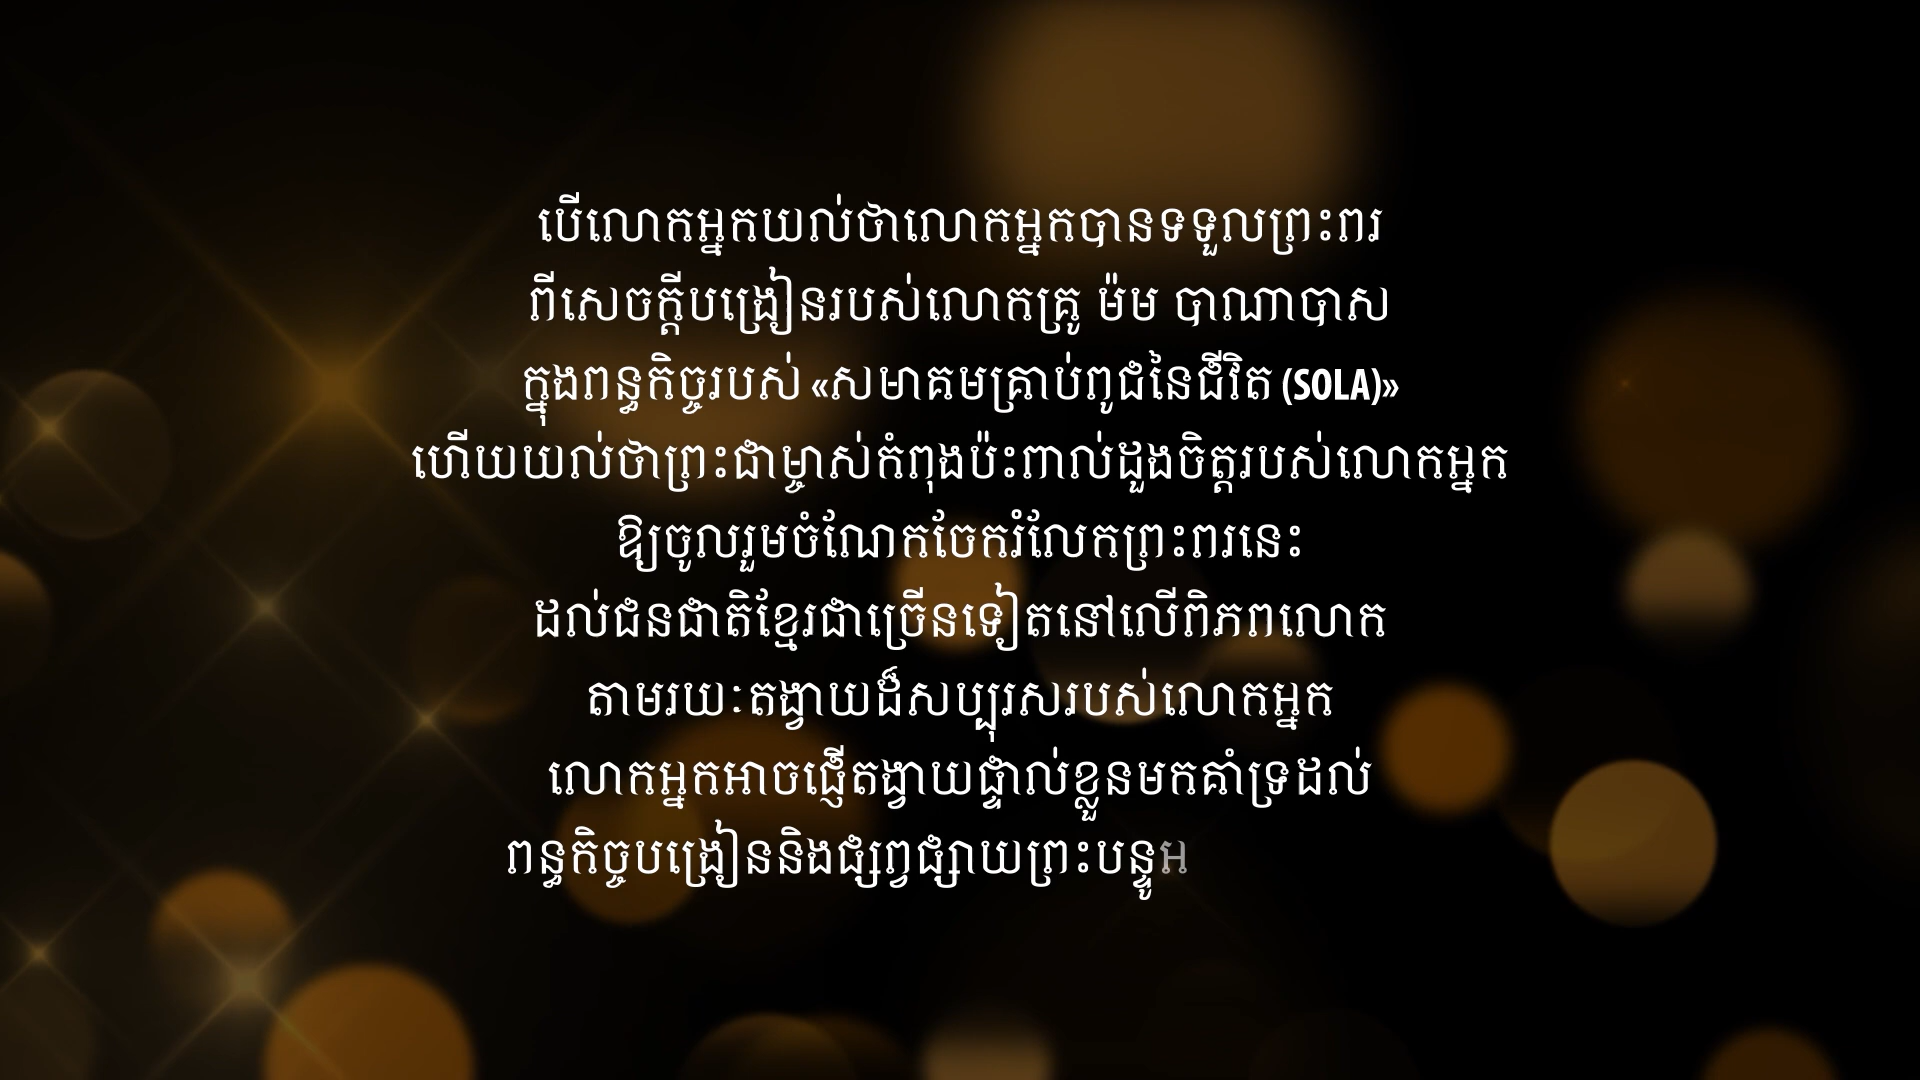 បើលោកអ្នកយល់ថាលោកអ្នកបានទទួលព្រះពរ
ពីសេចក្តីបង្រៀនរបស់លោកគ្រូ ម៉ម បាណាបាស
ក្នុងពន្ធកិច្ចរបស់ «សមាគមគ្រាប់ពូជនៃជីវិត (SOLA)»
ហើយយល់ថាព្រះជាម្ចាស់កំពុងប៉ះពាល់ដួងចិត្តរបស់លោកអ្នក
ឱ្យចូលរួមចំណែកចែករំលែកព្រះពរនេះ
ដល់ជនជាតិខ្មែរជាច្រើនទៀតនៅលើពិភពលោក
តាមរយៈតង្វាយដ៏សប្បុរសរបស់លោកអ្នក
លោកអ្នកអាចផ្ញើតង្វាយផ្ទាល់ខ្លួនមកគាំទ្រដល់
ពន្ធកិច្ចបង្រៀននិងផ្សព្វផ្សាយព្រះបន្ទូអ